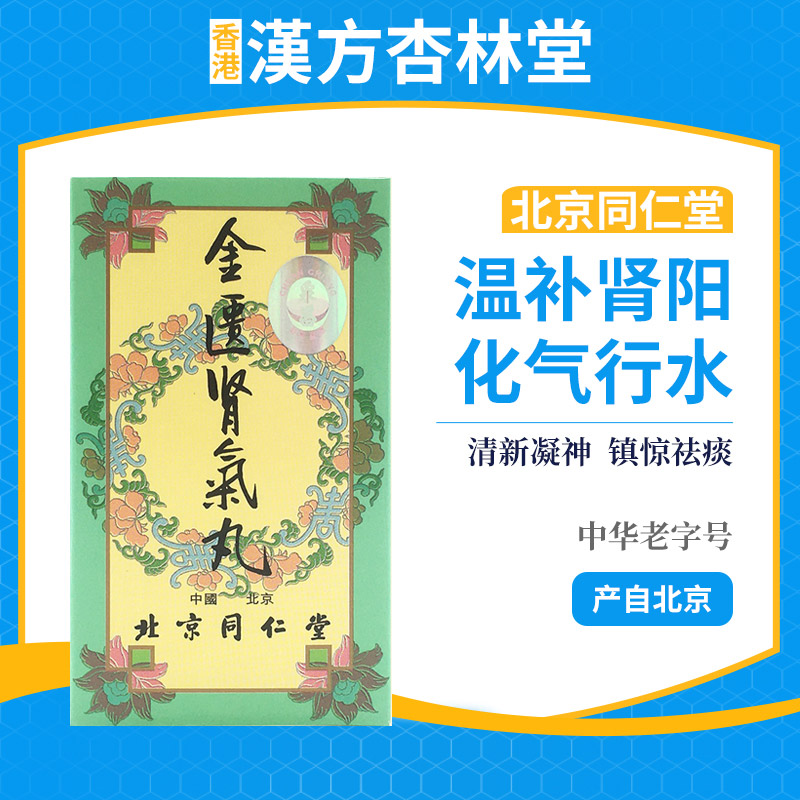 香港 漢方杏林堂
北京同仁堂
温补肾阳
化气行水
清新凝神 镇惊祛痰
中华老字号
产自北京
金匱肾氣丸
中國 北京
北京同仁堂